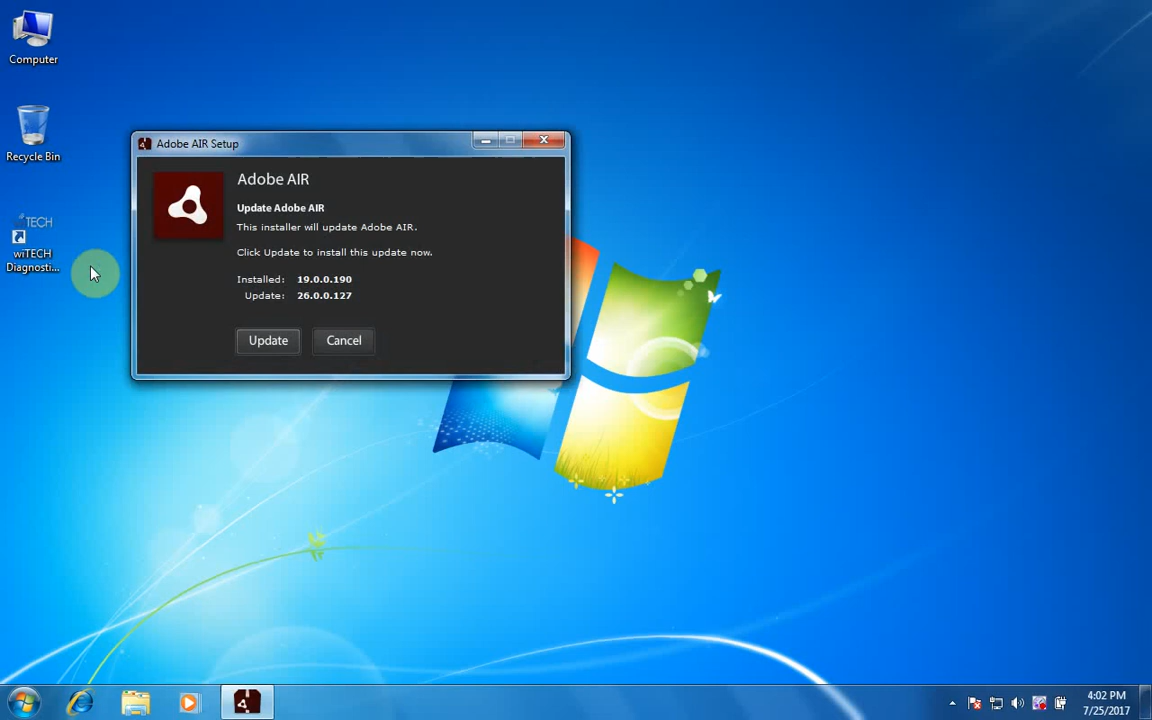 Computer
Recycle Bin
TECH
wiTECH
Diagnosti...
Adobe AIR Setup
Adobe AIR
Update Adobe AIR
This installer will update Adobe AIR.
Click Update to install this update now.
Installed: 19.0.0.190
Update: 26.0.0.127
Update Cancel
4:02 PM
7/25/2017